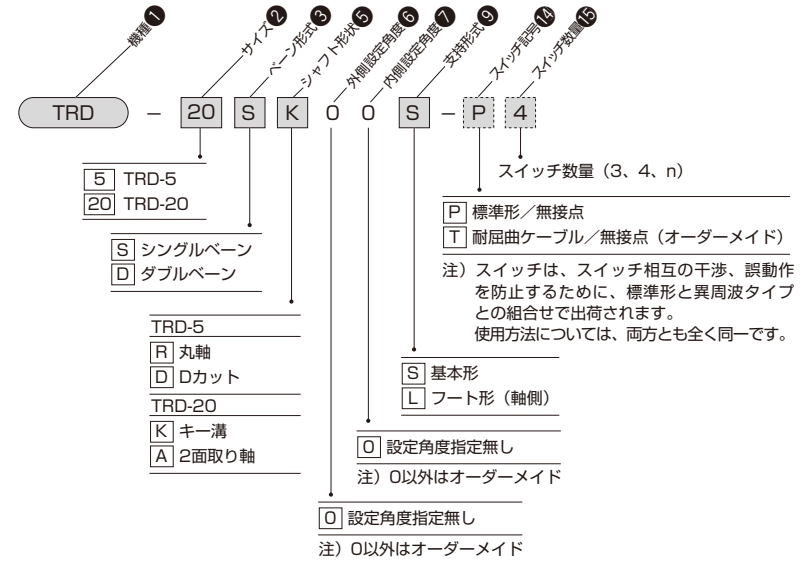 機種❶
サイズ❷
ベーン形式❸
シャフト形状❺
外側設定角度❻
内側設定角度❼
支持形式❾
スイッチ記号⓮
スイッチ数量⓯
TRD − 20 S K 0 0 S − P 4
スイッチ数量（3、4、n）
5 TRD-5
20 TRD-20
P 標準形／無接点
T 耐屈曲ケーブル／無接点（オーダーメイド）
注）スイッチは、スイッチ相互の干渉、誤動作
を防止するために、標準形と異周波タイプ
との組合せで出荷されます。
使用方法については、両方とも全く同一です。
S シングルベーン
D ダブルベーン
TRD-5
R 丸軸
D Dカット
TRD-20
K キー溝
A 2面取り軸
S 基本形
L フート形（軸側）
0 設定角度指定無し
注）0以外はオーダーメイド
0 設定角度指定無し
注）0以外はオーダーメイド